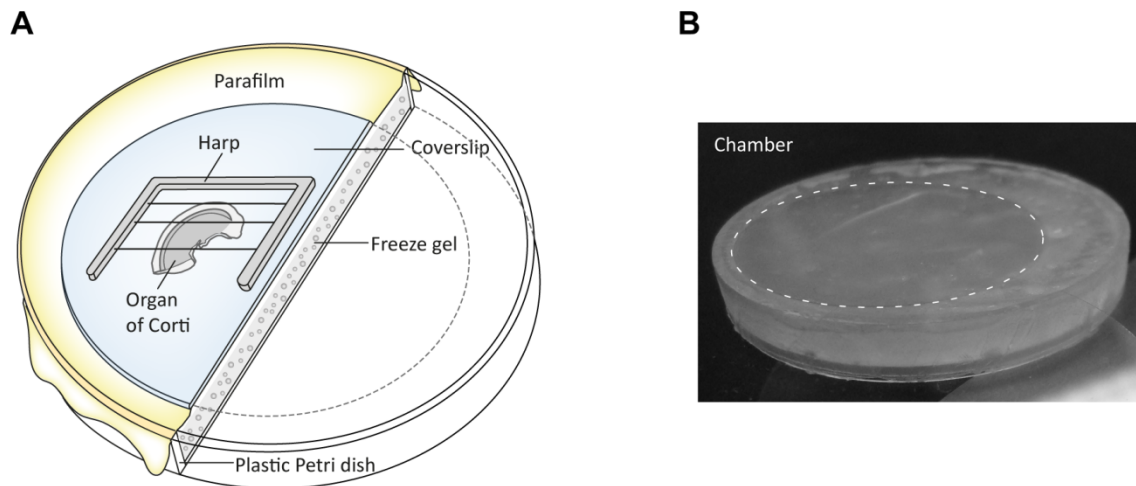 A
B
Parafilm
Harp
Coverslip
Freeze gel
Organ
of Corti
Plastic Petri dish
Chamber